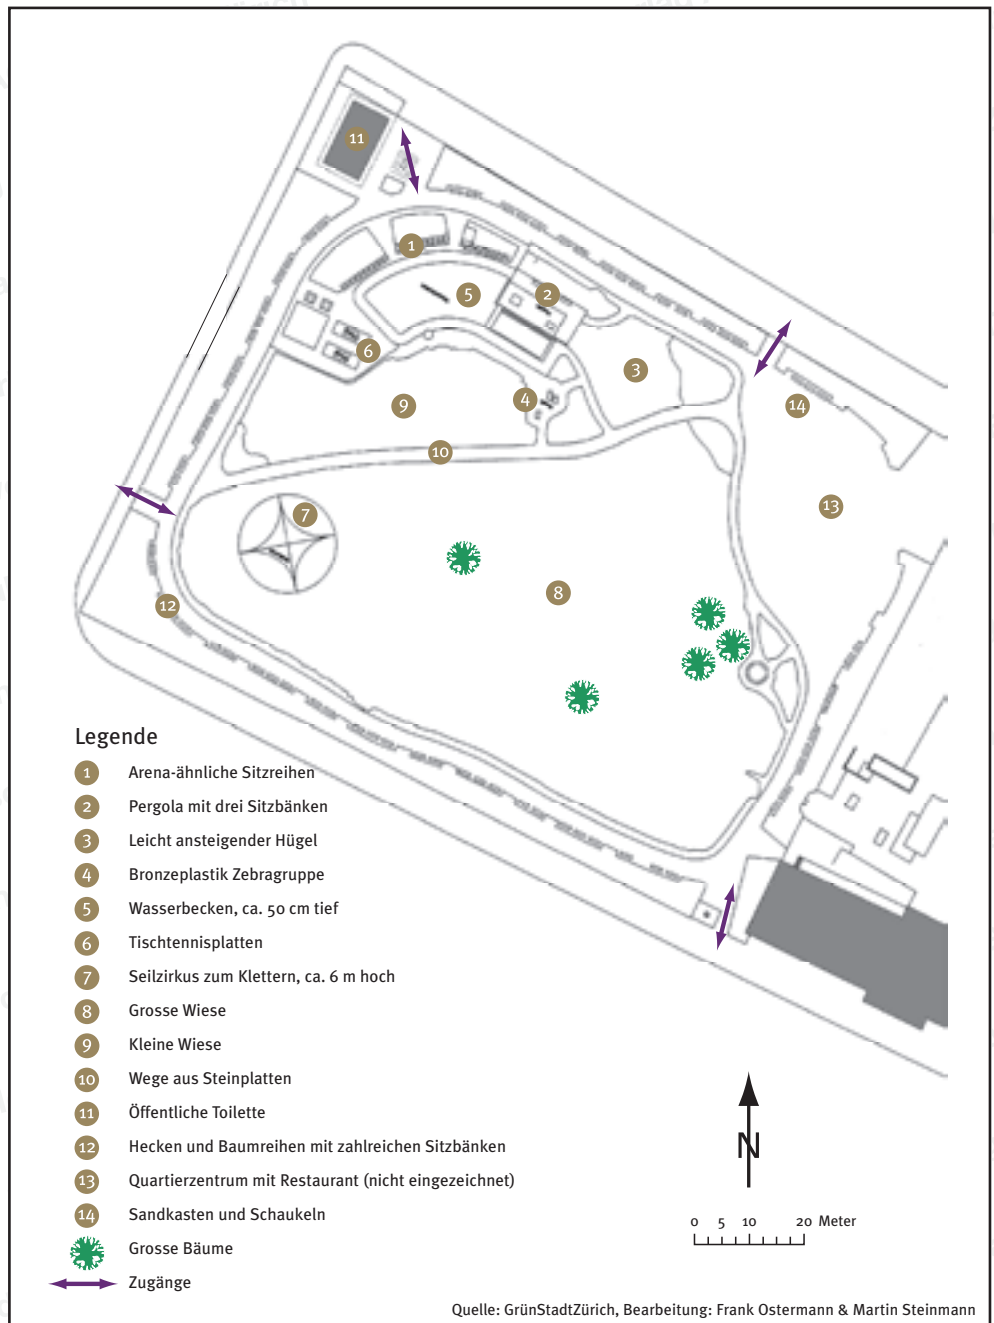 11
1
5
2
6
3
14
4
9
10
13
7
8
12
Legende
1 Arena-ähnliche Sitzreihen
2 Pergola mit drei Sitzbänken
3 Leicht ansteigender Hügel
4 Bronzeplastik Zebragruppe
5 Wasserbecken, ca. 50 cm tief
6 Tischtennisplatten
7 Seilzirkus zum Klettern, ca. 6 m hoch
8 Grosse Wiese
9 Kleine Wiese
10 Wege aus Steinplatten
11 Öffentliche Toilette
12 Hecken und Baumreihen mit zahlreichen Sitzbänken
13 Quartierzentrum mit Restaurant (nicht eingezeichnet)
14 Sandkasten und Schaukeln
Grosse Bäume
Zugänge
N
0 5 10 20 Meter
Quelle: GrünStadtZürich, Bearbeitung: Frank Ostermann & Martin Steinmann